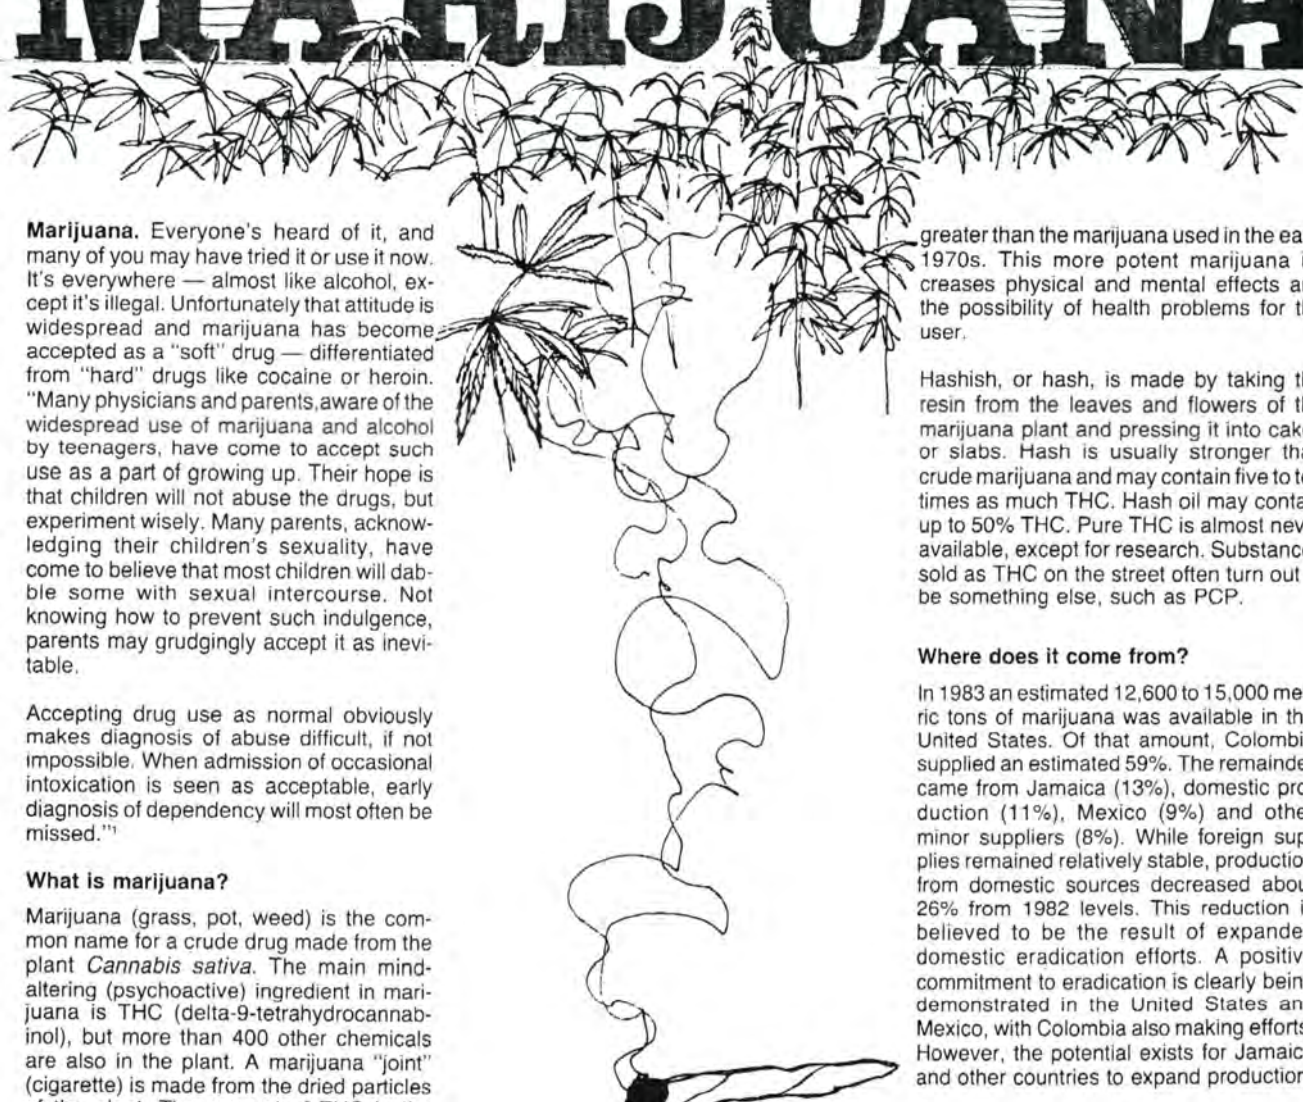 MARIJUANA
Marijuana. Everyone's heard of it, and
many of you may have tried it or use it now.
It's everywhere — almost like alcohol, ex-
cept it's illegal. Unfortunately that attitude is
widespread and marijuana has become
accepted as a "soft" drug — differentiated
from "hard" drugs like cocaine or heroin.
"Many physicians and parents,aware of the
widespread use of marijuana and alcohol
by teenagers, have come to accept such
use as a part of growing up. Their hope is
that children will not abuse the drugs, but
experiment wisely. Many parents, acknow-
ledging their children's sexuality, have
come to believe that most children will dab-
ble some with sexual intercourse. Not
knowing how to prevent such indulgence,
parents may grudgingly accept it as inevi-
table.
Accepting drug use as normal obviously
makes diagnosis of abuse difficult, if not
impossible. When admission of occasional
intoxication is seen as acceptable, early
diagnosis of dependency will most often be
missed."¹
What is marijuana?
Marijuana (grass, pot, weed) is the com-
mon name for a crude drug made from the
plant Cannabis sativa. The main mind-
altering (psychoactive) ingredient in mari-
juana is THC (delta-9-tetrahydrocannab-
inol), but more than 400 other chemicals
are also in the plant. A marijuana "joint"
(cigarette) is made from the dried particles
greater than the marijuana used in the ea
1970s. This more potent marijuana i
creases physical and mental effects a
the possibility of health problems for t
user.
Hashish, or hash, is made by taking t
resin from the leaves and flowers of t
marijuana plant and pressing it into cak
or slabs. Hash is usually stronger tha
crude marijuana and may contain five to t
times as much THC. Hash oil may conta
up to 50% THC. Pure THC is almost nev
available, except for research. Substanc
sold as THC on the street often turn out
be something else, such as PCP.
Where does it come from?
In 1983 an estimated 12,600 to 15,000 me
ric tons of marijuana was available in th
United States. Of that amount, Colombi
supplied an estimated 59%. The remainde
came from Jamaica (13%), domestic pro
duction (11%), Mexico (9%) and othe
minor suppliers (8%). While foreign sup
plies remained relatively stable, production
from domestic sources decreased abou
26% from 1982 levels. This reduction i
believed to be the result of expande
domestic eradication efforts. A positiv
commitment to eradication is clearly bein
demonstrated in the United States an
Mexico, with Colombia also making efforts
However, the potential exists for Jamaic
and other countries to expand production